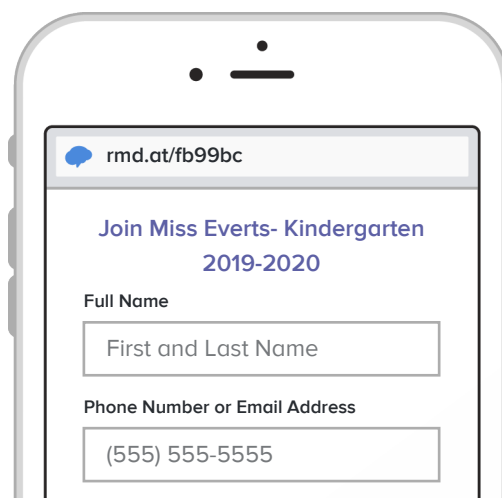 rmd.at/fb99bc
Join Miss Everts- Kindergarten
2019-2020
Full Name
First and Last Name
Phone Number or Email Address
(555) 555-5555